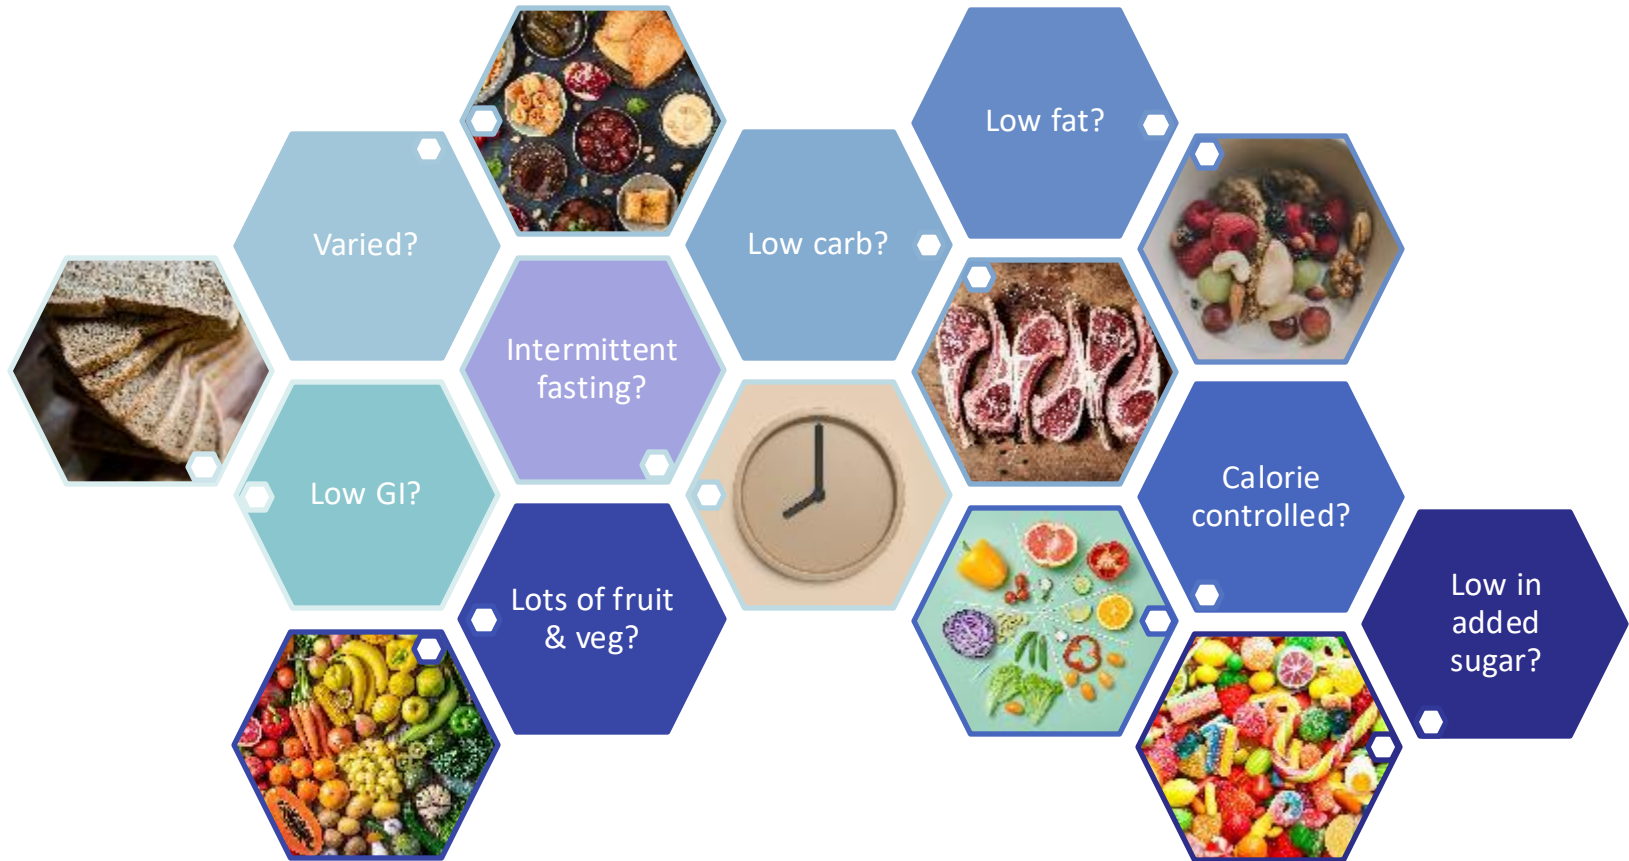 Low fat?
Varied?
Low carb?
Intermittent
fasting?
Low GI?
Calorie
controlled?
Lots of fruit
& veg?
Low in
added
sugar?